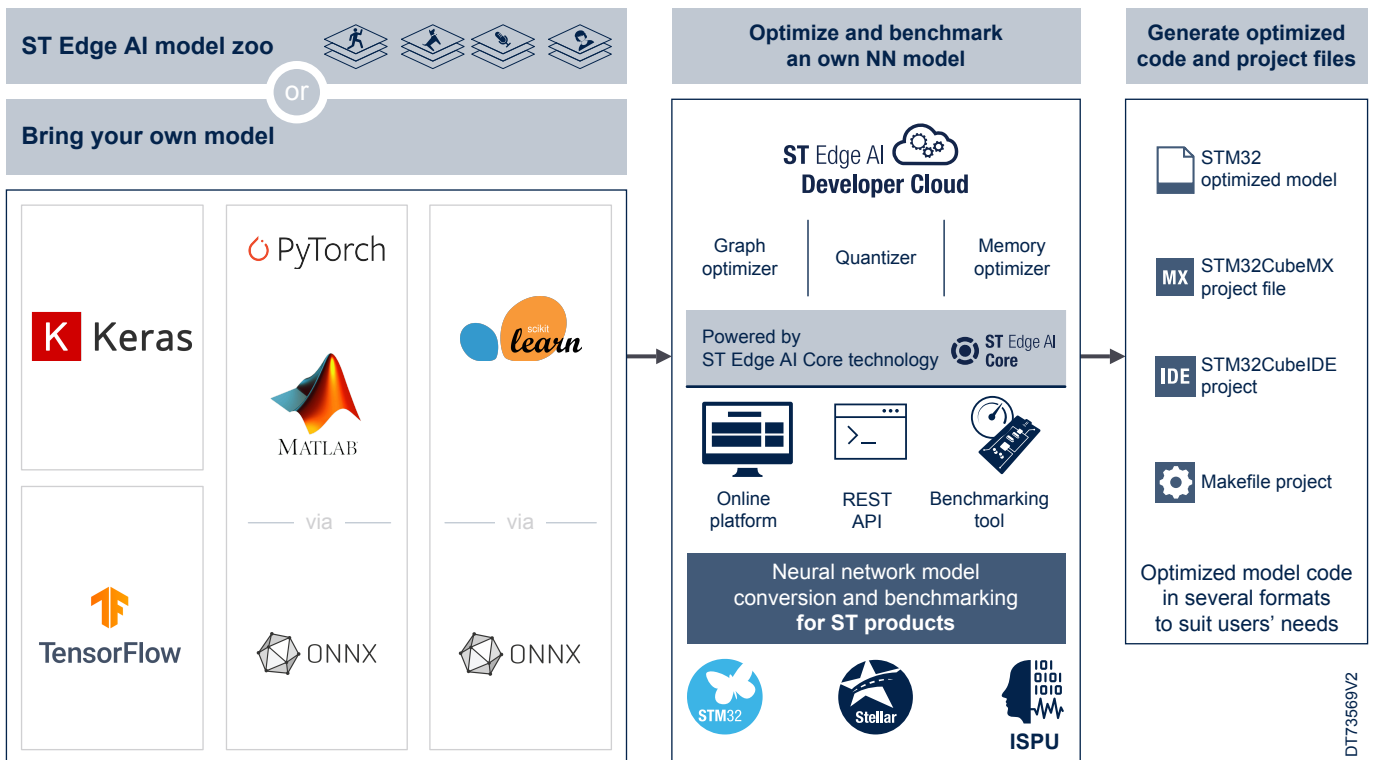 ST Edge AI model zoo
or
Bring your own model
K Keras
TensorFlow
PyTorch
MATLAB
via
ONNX
scikit
learn
via
ONNX
Optimize and benchmark
an own NN model
ST Edge AI
Developer Cloud
Graph
optimizer
Quantizer
Memory
optimizer
Powered by
ST Edge AI Core technology
ST Edge AI
Core
Online
platform
REST
API
Benchmarking
tool
Neural network model
conversion and benchmarking
for ST products
STM32
Stellar
101
0101
1010
ISPU
Generate optimized
code and project files
STM32
optimized model
MX
STM32CubeMX
project file
IDE
STM32CubeIDE
project
Makefile project
Optimized model code
in several formats
to suit users’ needs
DT73569V2